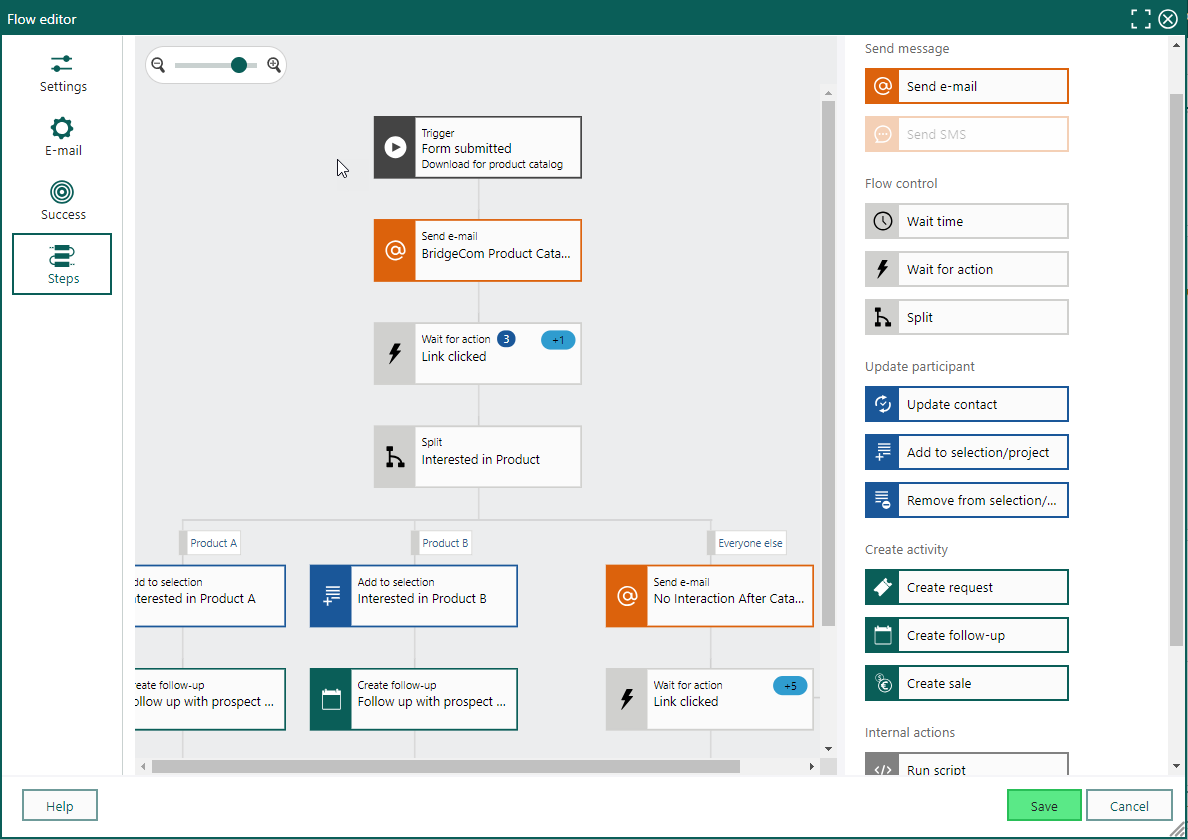 Flow editor
Settings
E-mail
Success
Steps
Trigger
Form submitted
Download for product catalog
Send e-mail
BridgeCom Product Cata...
Wait for action 3 +1
Link clicked
Split
Interested in Product
Product A
Product B
Everyone else
dd to selection
nterested in Product A
Add to selection
Interested in Product B
Send e-mail
No Interaction After Cata...
reate follow-up
ollow up with prospect ...
Create follow-up
Follow up with prospect ...
Wait for action +5
Link clicked
Send message
Send e-mail
Send SMS
Flow control
Wait time
Wait for action
Split
Update participant
Update contact
Add to selection/project
Remove from selection/...
Create activity
Create request
Create follow-up
Create sale
Internal actions
Run script
Help
Save
Cancel